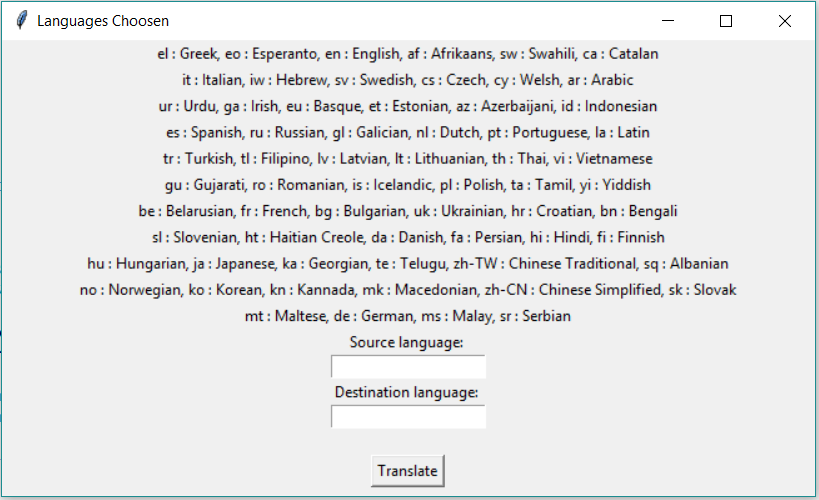 Languages Choosen
el : Greek, eo : Esperanto, en : English, af : Afrikaans, sw : Swahili, ca : Catalan
it : Italian, iw : Hebrew, sv : Swedish, cs : Czech, cy : Welsh, ar : Arabic
ur : Urdu, ga : Irish, eu : Basque, et : Estonian, az : Azerbaijani, id : Indonesian
es : Spanish, ru : Russian, gl : Galician, nl : Dutch, pt : Portuguese, la : Latin
tr : Turkish, tl : Filipino, lv : Latvian, lt : Lithuanian, th : Thai, vi : Vietnamese
gu : Gujarati, ro : Romanian, is : Icelandic, pl : Polish, ta : Tamil, yi : Yiddish
be : Belarusian, fr : French, bg : Bulgarian, uk : Ukrainian, hr : Croatian, bn : Bengali
sl : Slovenian, ht : Haitian Creole, da : Danish, fa : Persian, hi : Hindi, fi : Finnish
hu : Hungarian, ja : Japanese, ka : Georgian, te : Telugu, zh-TW : Chinese Traditional, sq : Albanian
no : Norwegian, ko : Korean, kn : Kannada, mk : Macedonian, zh-CN : Chinese Simplified, sk : Slovak
mt : Maltese, de : German, ms : Malay, sr : Serbian
Source language:
Destination language:
Translate